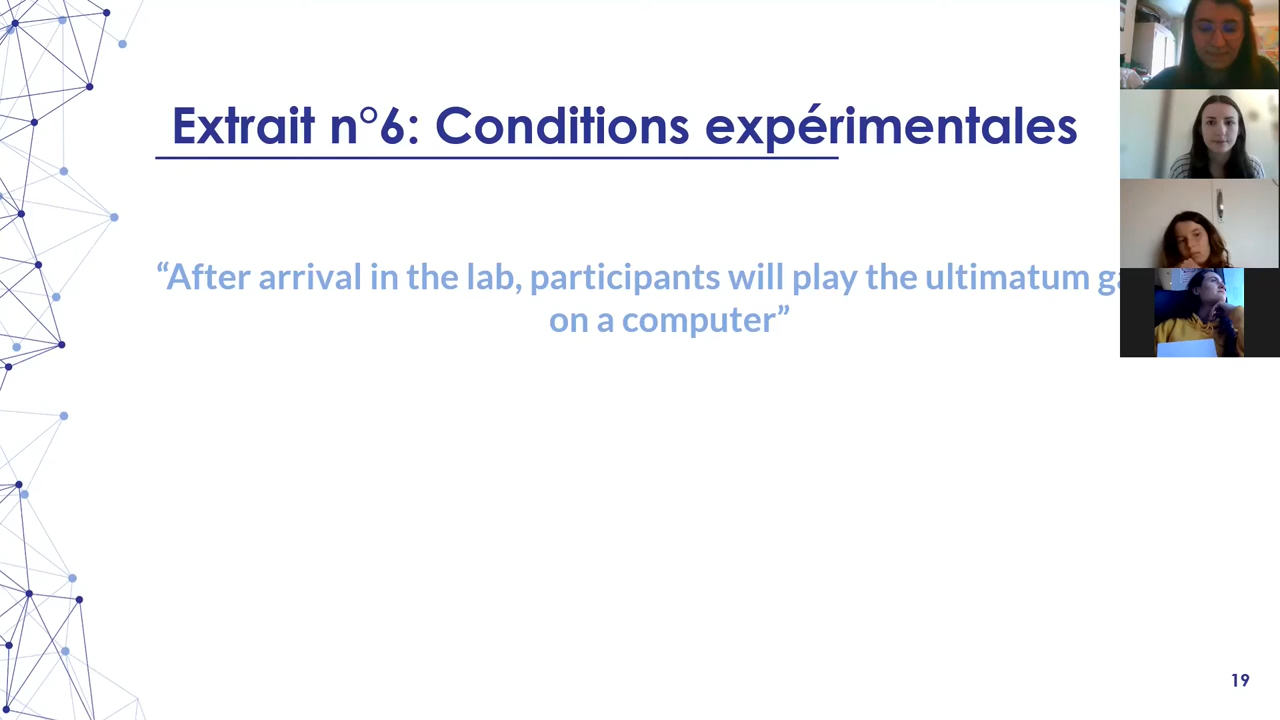 Extrait n°6: Conditions expérimentales
“After arrival in the lab, participants will play the ultimatum
on a computer”
19